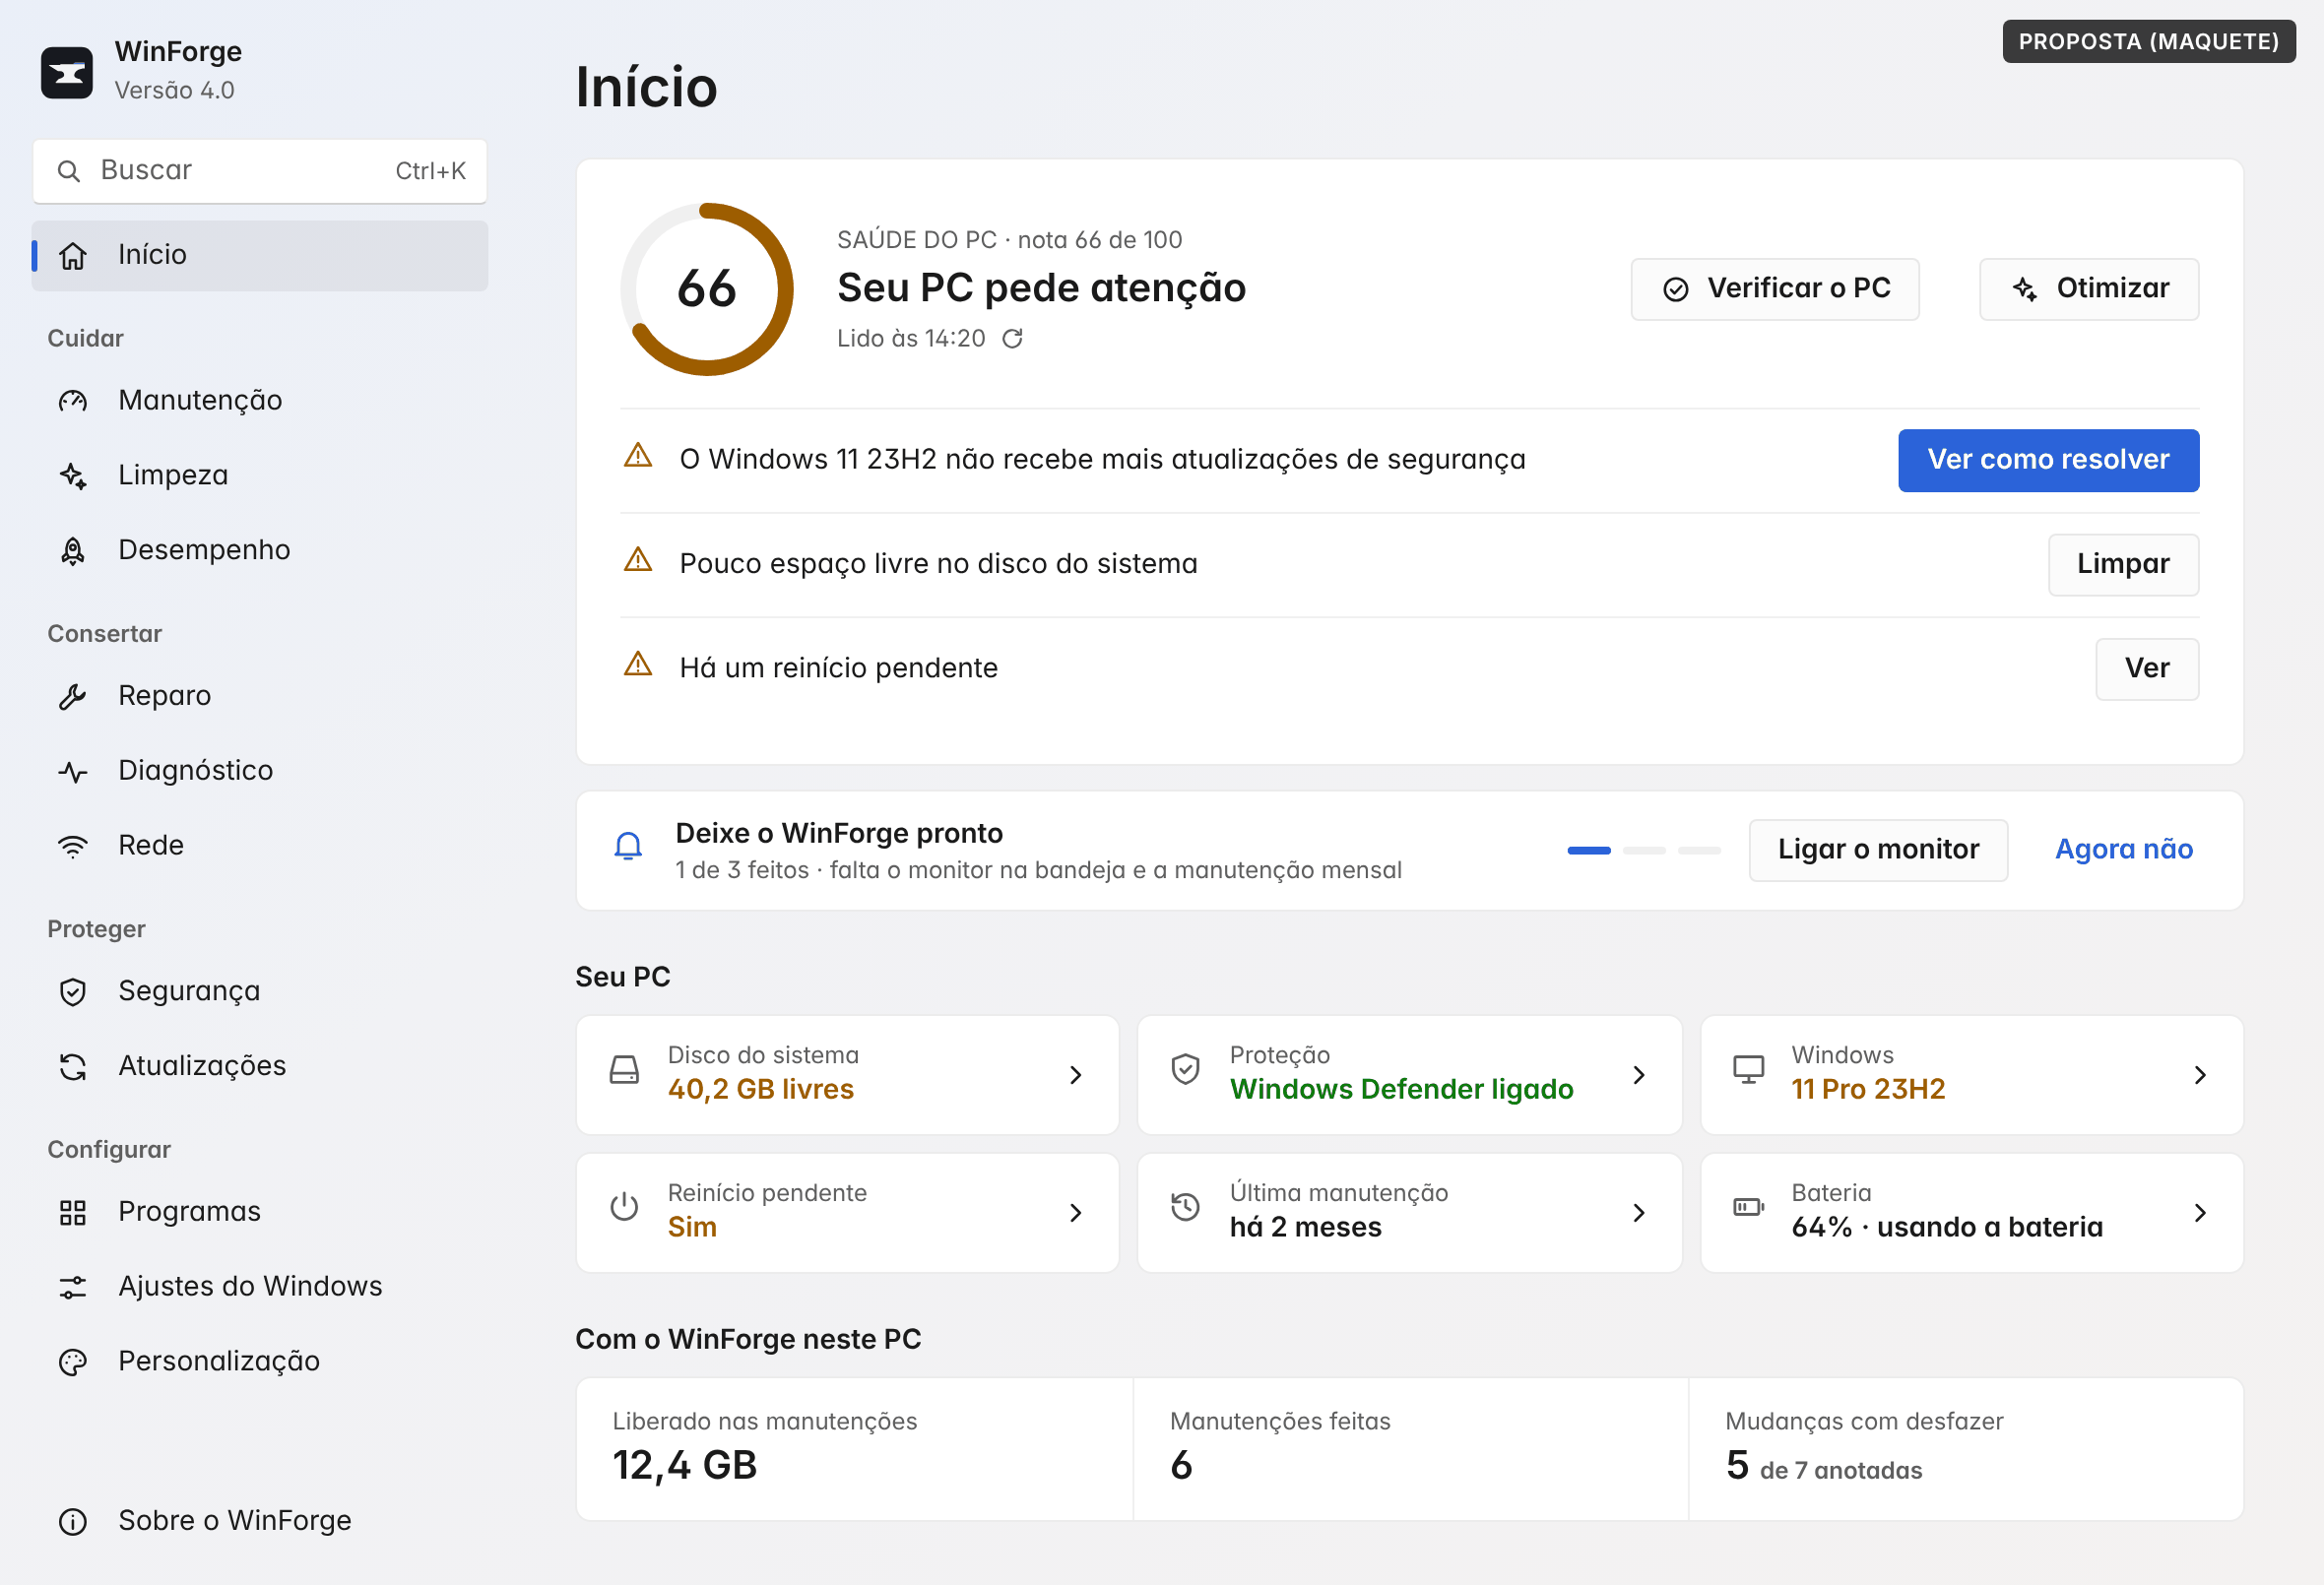 WinForge
Versão 4.0
Buscar Ctrl+K
Início
Cuidar
Manutenção
Limpeza
Desempenho
Consertar
Reparo
Diagnóstico
Rede
Proteger
Segurança
Atualizações
Configurar
Programas
Ajustes do Windows
Personalização
Sobre o WinForge
PROPOSTA (MAQUETE)
Início
66
SAÚDE DO PC · nota 66 de 100
Seu PC pede atenção
Lido às 14:20
Verificar o PC
Otimizar
O Windows 11 23H2 não recebe mais atualizações de segurança
Ver como resolver
Pouco espaço livre no disco do sistema
Limpar
Há um reinício pendente
Ver
Deixe o WinForge pronto
1 de 3 feitos · falta o monitor na bandeja e a manutenção mensal
Ligar o monitor
Agora não
Seu PC
Disco do sistema
40,2 GB livres
Proteção
Windows Defender ligado
Windows
11 Pro 23H2
Reinício pendente
Sim
Última manutenção
há 2 meses
Bateria
64% · usando a bateria
Com o WinForge neste PC
Liberado nas manutenções
12,4 GB
Manutenções feitas
6
Mudanças com desfazer
5 de 7 anotadas